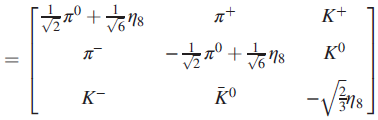 = [ 1/√2 π⁰ + 1/√6 η₈ π⁺ K⁺
π⁻ −1/√2 π⁰ + 1/√6 η₈ K⁰
K⁻ K̄⁰ −√(2/3) η₈ ]